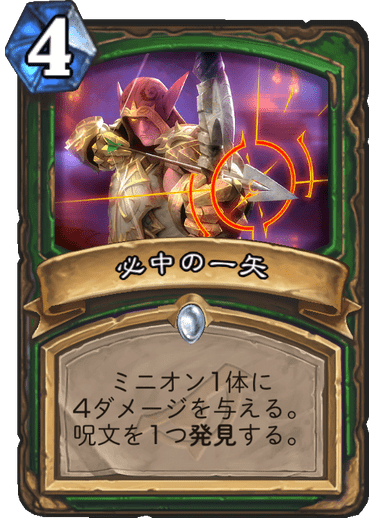 4
必中の一矢
ミニオン1体に
4ダメージを与える。
呪文を1つ発見する。